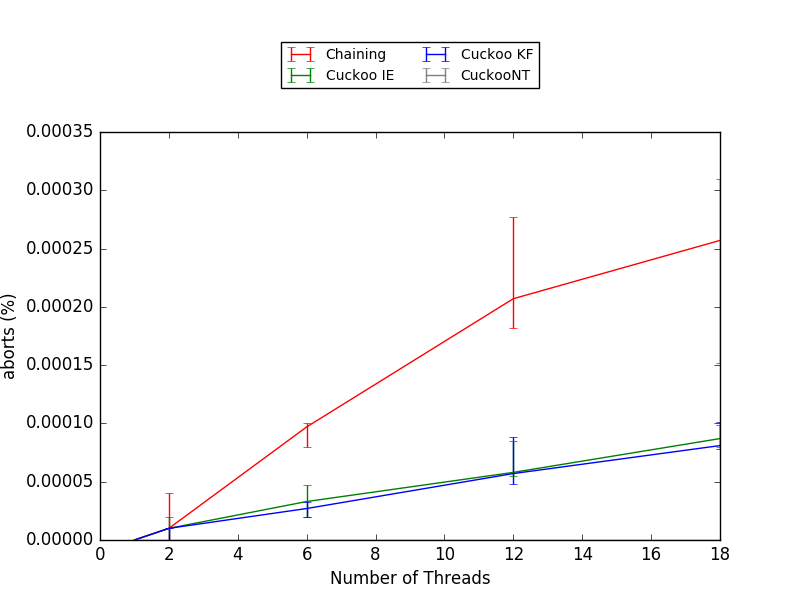 Chaining Cuckoo KF
Cuckoo IE CuckooNT
0.00035
0.00030
0.00025
0.00020
0.00015
0.00010
0.00005
0.00000
aborts (%)
0 2 4 6 8 10 12 14 16 18
Number of Threads